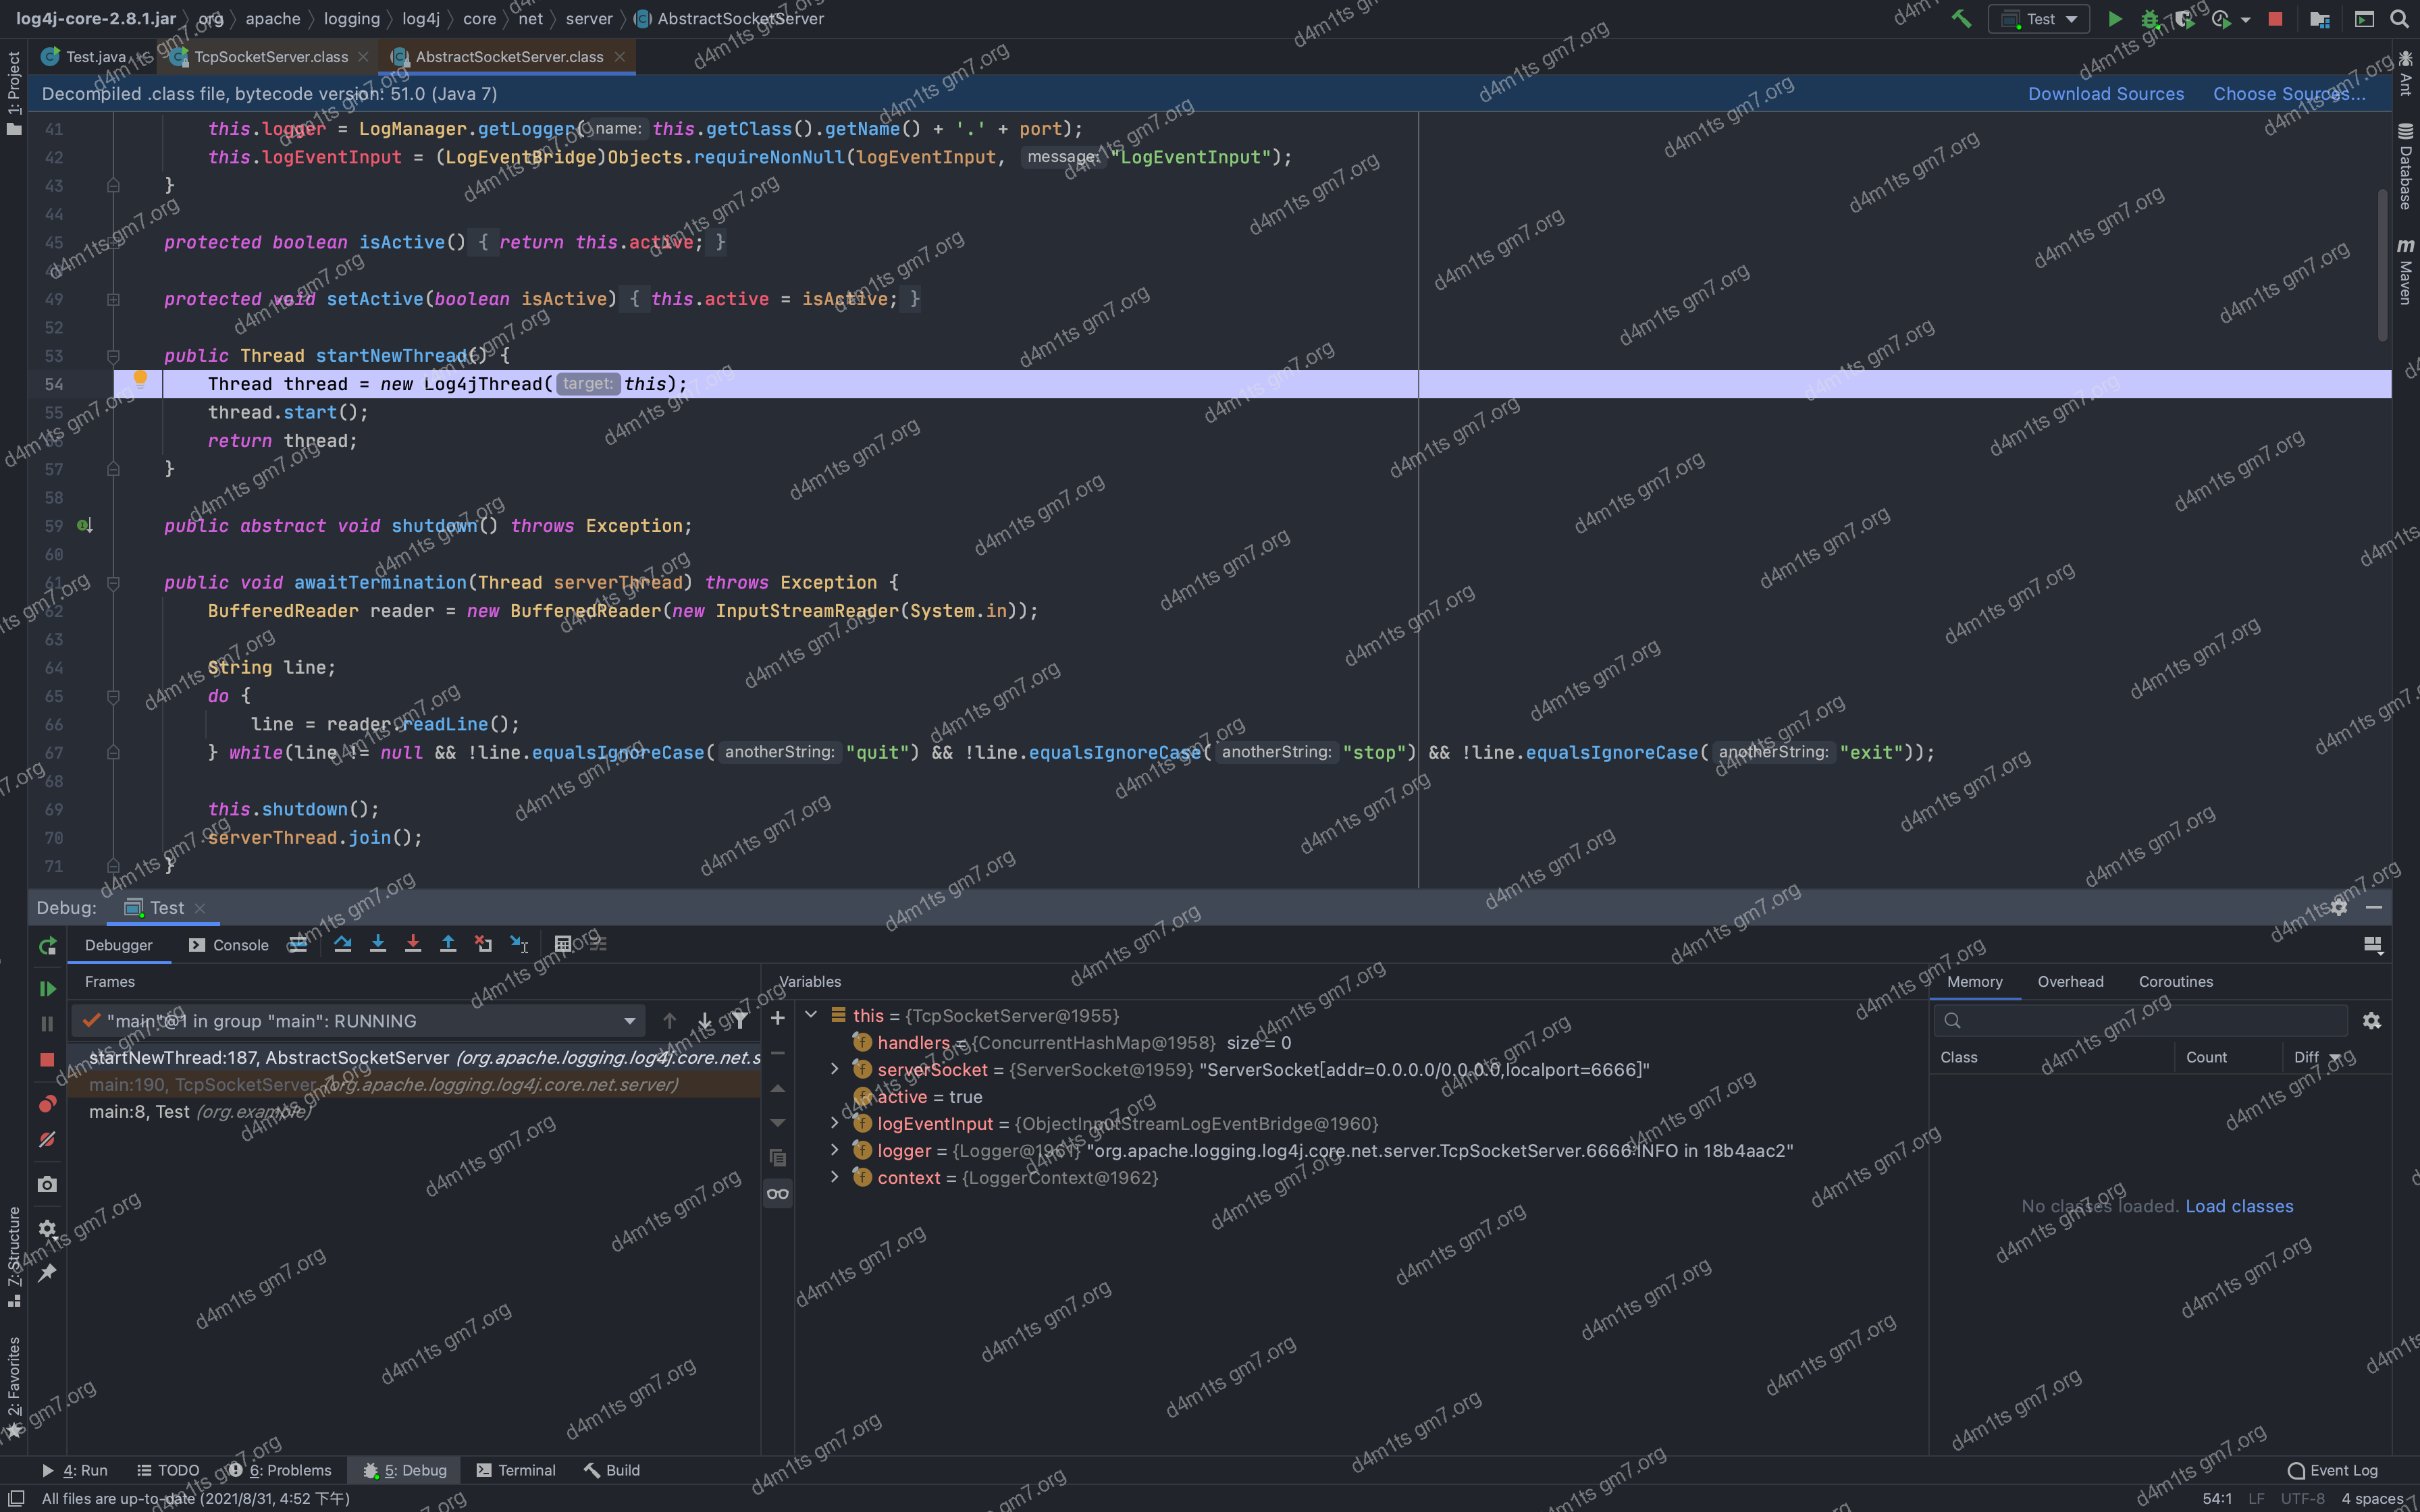 log4j-core-2.8.1.jar org apache logging log4j core net server AbstractSocketServer Test
Test.java TcpSocketServer.class AbstractSocketServer.class
Decompiled .class file, bytecode version: 51.0 (Java 7) Download Sources Choose Sources...
41 this.logger = LogManager.getLogger( name: this.getClass().getName() + '.' + port);
42 this.logEventInput = (LogEventBridge)Objects.requireNonNull(logEventInput, message: "LogEventInput");
43 }
44
45 protected boolean isActive() { return this.active; }
49 protected void setActive(boolean isActive) { this.active = isActive; }
52
53 public Thread startNewThread() {
54 Thread thread = new Log4jThread( target: this);
55 thread.start();
return thread;
57 }
58
59 public abstract void shutdown() throws Exception;
60
61 public void awaitTermination(Thread serverThread) throws Exception {
62 BufferedReader reader = new BufferedReader(new InputStreamReader(System.in));
63
64 String line;
65 do {
66 line = reader.readLine();
67 } while(line != null && !line.equalsIgnoreCase( anotherString: "quit") && !line.equalsIgnoreCase( anotherString: "stop") && !line.equalsIgnoreCase( anotherString: "exit"));
68
69 this.shutdown();
70 serverThread.join();
71 }
1: Project
7: Structure
2: Favorites
Ant
Database
m Maven
Debug: Test
Debugger Console
Frames
"main"@1 in group "main": RUNNING
startNewThread:187, AbstractSocketServer (org.apache.logging.log4j.core.net.s
main:190, TcpSocketServer (org.apache.logging.log4j.core.net.server)
main:8, Test (org.example)
Variables
this = {TcpSocketServer@1955}
handlers = {ConcurrentHashMap@1958} size = 0
serverSocket = {ServerSocket@1959} "ServerSocket[addr=0.0.0.0/0.0.0.0,localport=6666]"
active = true
logEventInput = {ObjectInputStreamLogEventBridge@1960}
logger = {Logger@1961} "org.apache.logging.log4j.core.net.server.TcpSocketServer.6666:INFO in 18b4aac2"
context = {LoggerContext@1962}
Memory Overhead Coroutines
Class Count Diff
No classes loaded. Load classes
4: Run TODO 6: Problems 5: Debug Terminal Build Event Log
All files are up-to-date (2021/8/31, 4:52 下午) 54:1 LF UTF-8 4 spaces
d4m1ts gm7.org